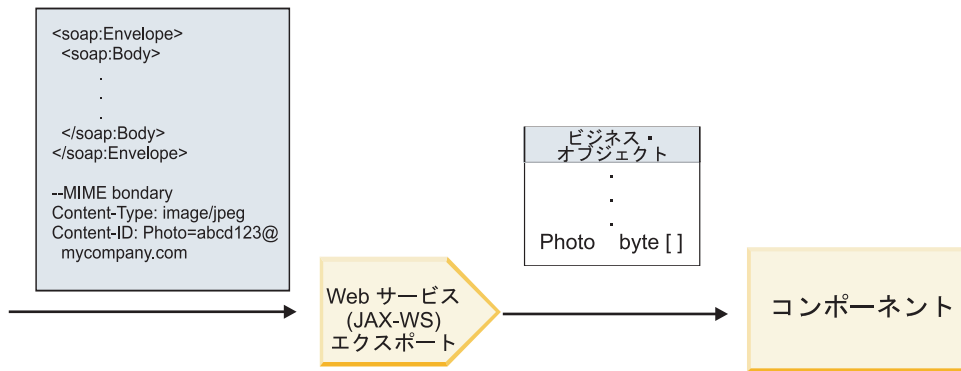 <soap:Envelope>
<soap:Body>
.
.
.
</soap:Body>
</soap:Envelope>
--MIME bondary
Content-Type: image/jpeg
Content-ID: Photo=abcd123@
mycompany.com
Web サービス
(JAX-WS)
エクスポート
ビジネス・
オブジェクト
.
.
.
Photo byte [ ]
コンポーネント